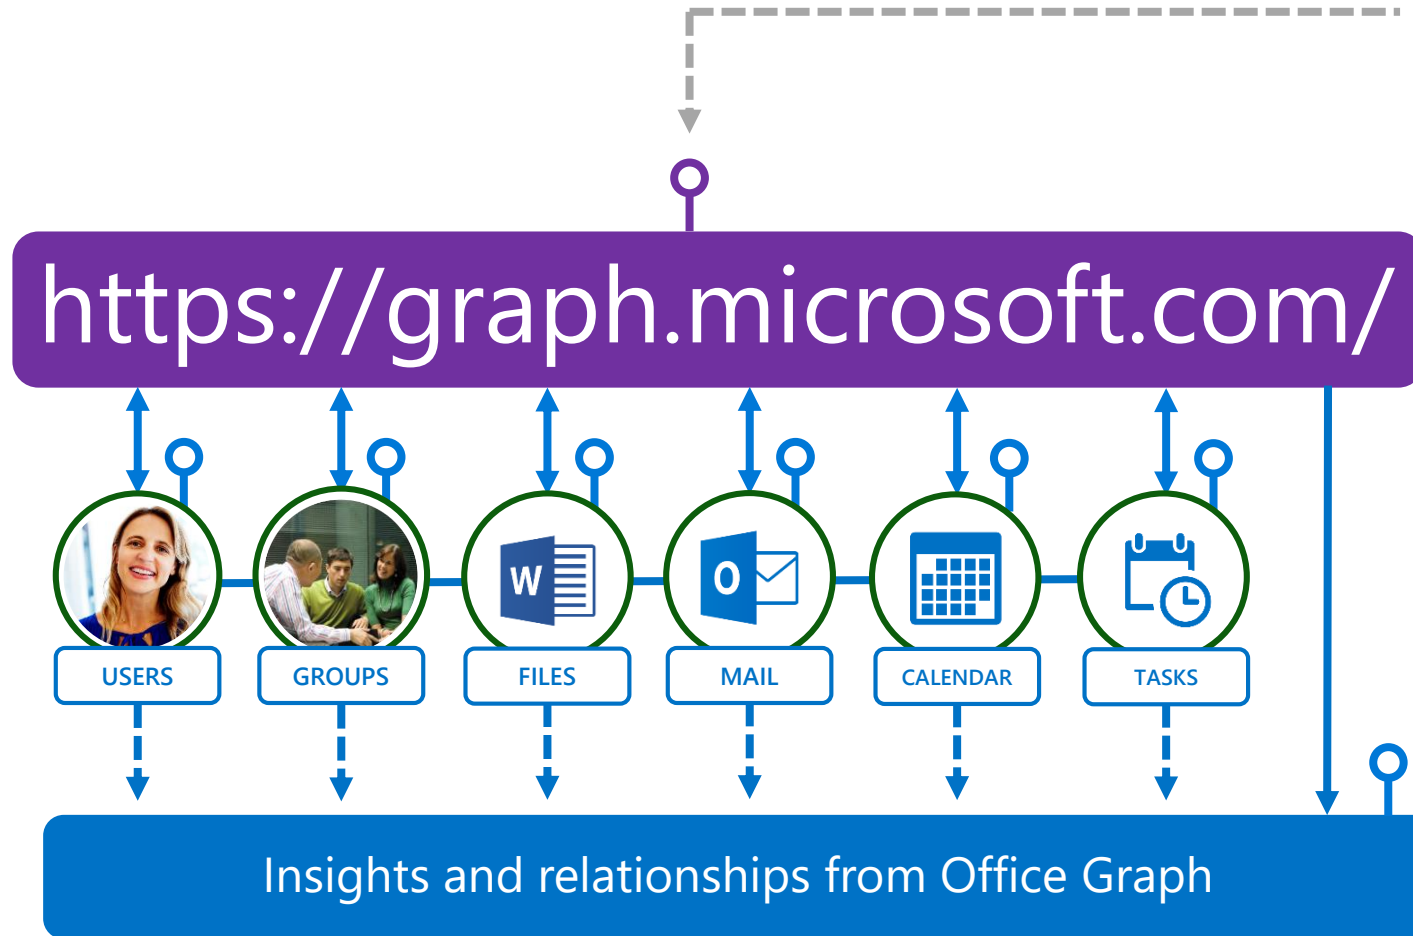 https://graph.microsoft.com/
W
O
USERS
GROUPS
FILES
MAIL
CALENDAR
TASKS
Insights and relationships from Office Graph